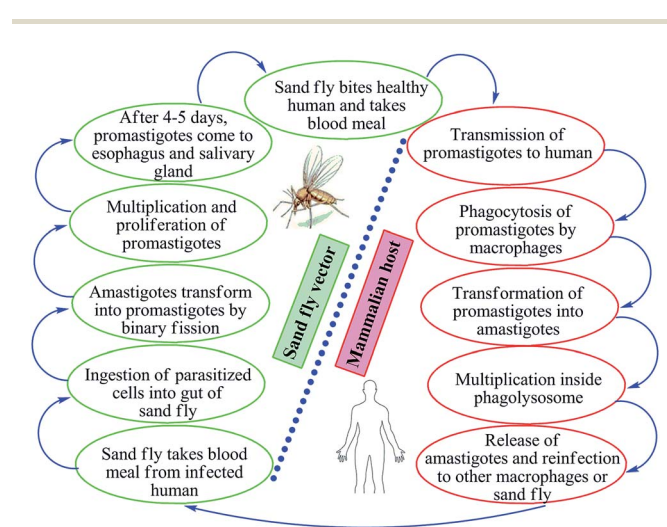 Sand fly bites healthy
human and takes
blood meal
Transmission of
promastigotes to human
Phagocytosis of
promastigotes by
macrophages
Transformation of
promastigotes into
amastigotes
Multiplication inside
phagolysosome
Release of
amastigotes and reinfection
to other macrophages or
sand fly
Sand fly takes blood
meal from infected
human
Ingestion of parasitized
cells into gut of
sand fly
Amastigotes transform
into promastigotes by
binary fission
Multiplication and
proliferation of
promastigotes
After 4-5 days,
promastigotes come to
esophagus and salivary
gland
Sand fly vector
Mammalian host